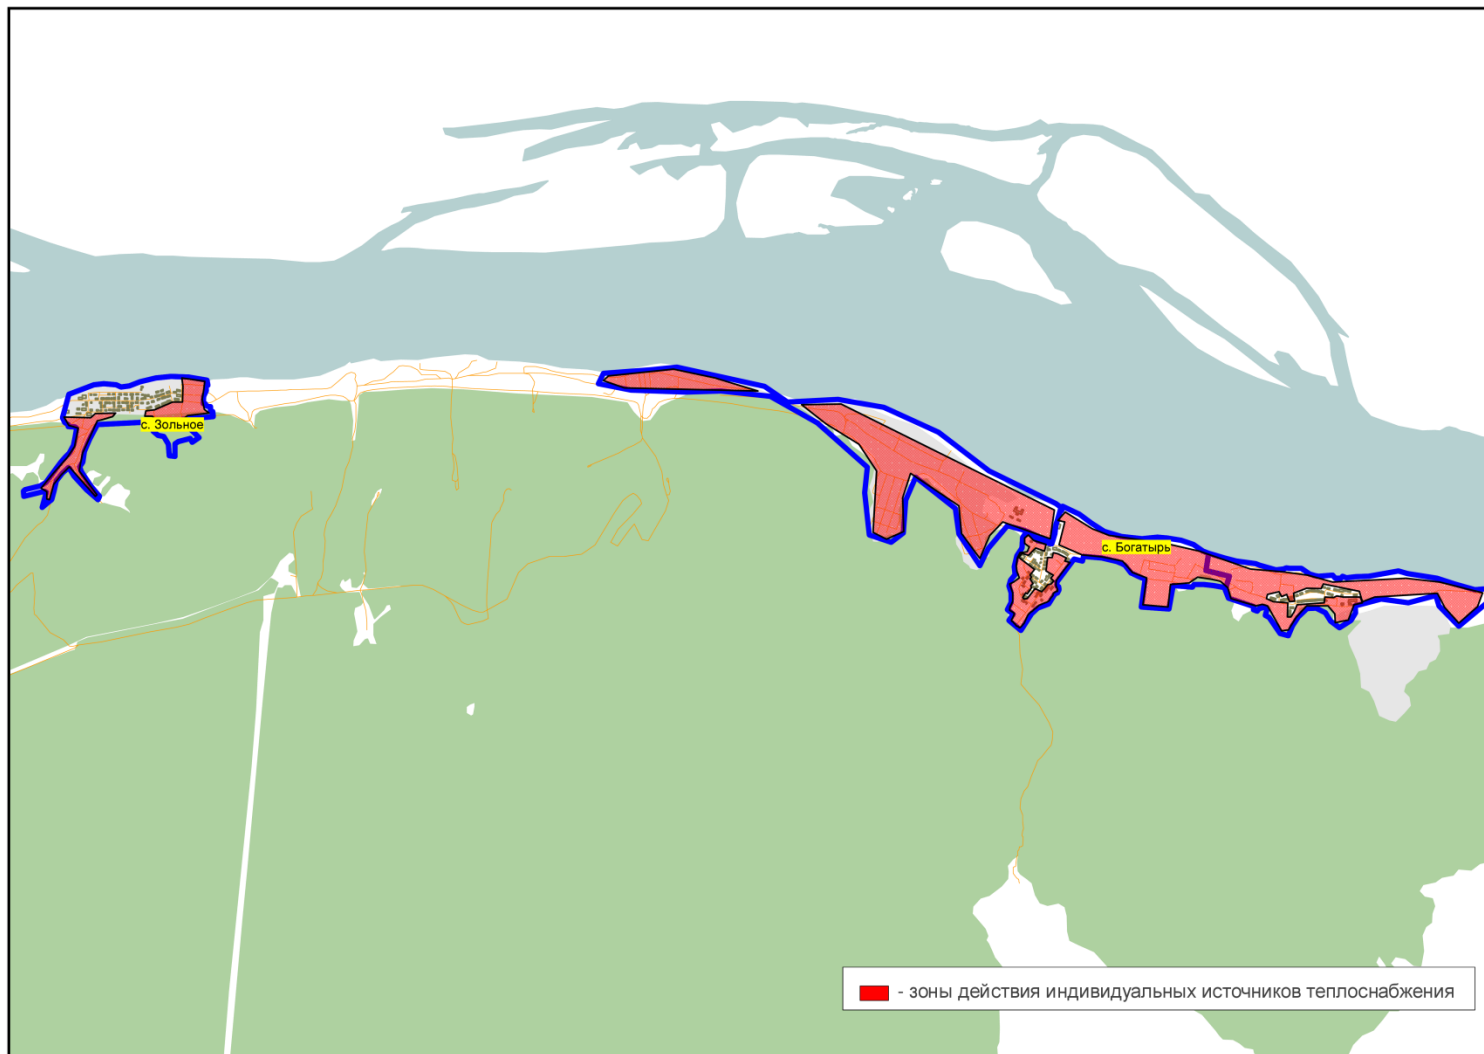 с. Зольное
с. Богатырь
- зоны действия индивидуальных источников теплоснабжения